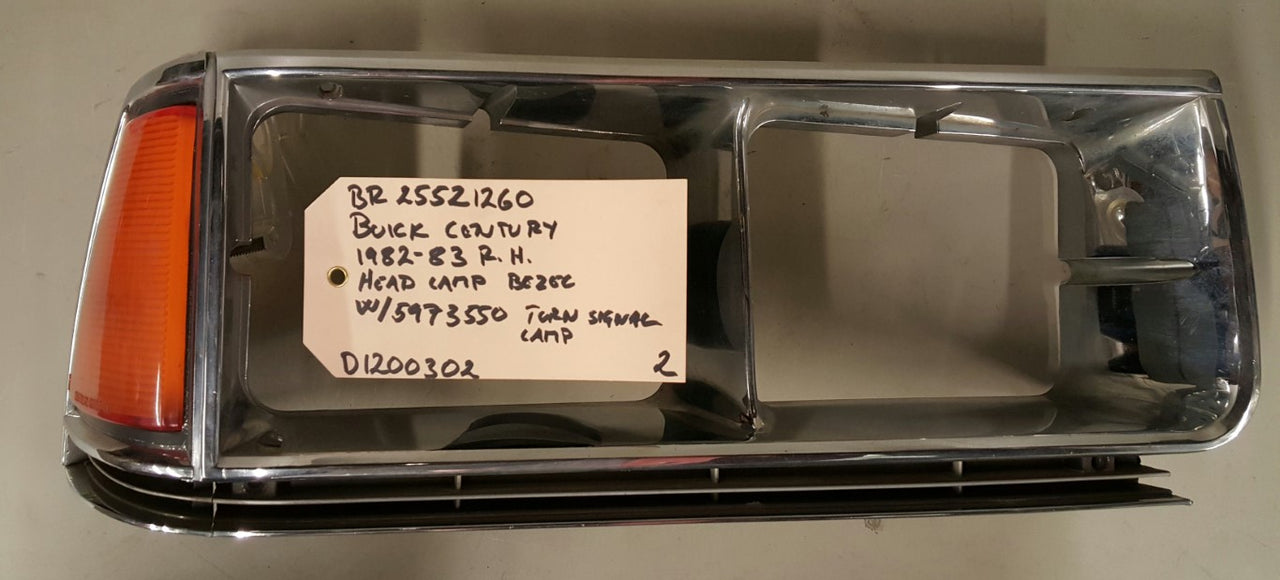 BR 25521260
BUICK CENTURY
1982-83 R.H.
HEAD LAMP BEZEL
W/5973550 TURN SIGNAL
LAMP
D1200302 2